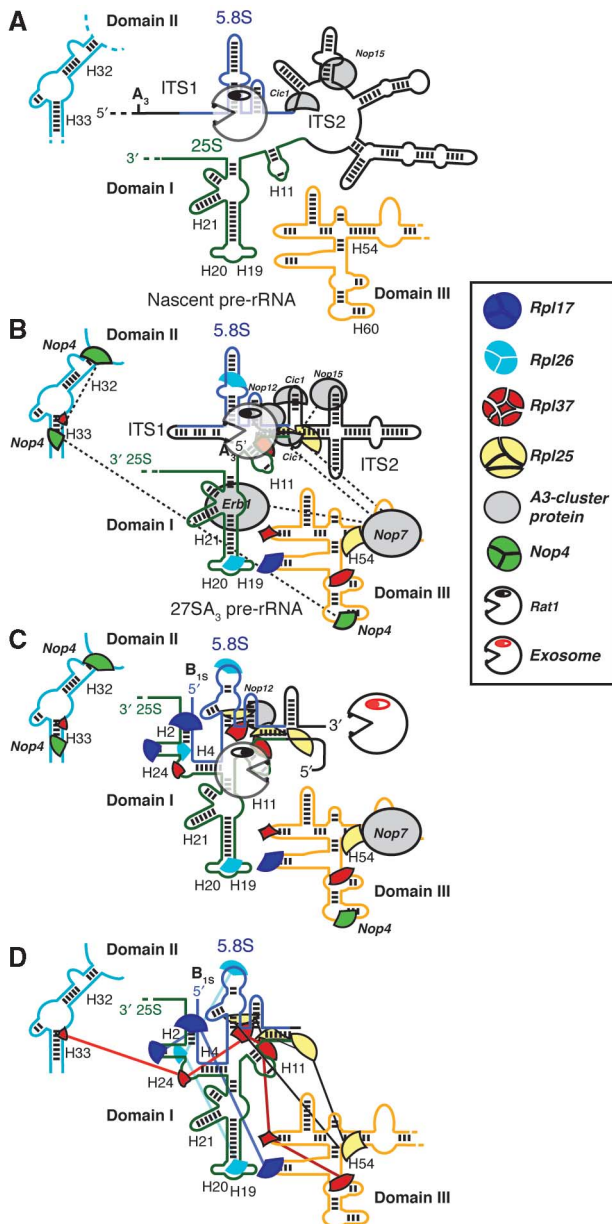 A
Domain II
5.8S
H32
Nop15
A3
ITS1
Cic1
5′
H33
ITS2
25S
3′
Domain I
H11
H21
H54
H20 H19
Nascent pre-rRNA
Domain III
H60
B
Domain II
5.8S
Nop4
Nop12
Cic1
Nop15
H32
ITS1
5′
H33
A3
Cic1
Nop4
ITS2
3′ 25S
H11
Domain I
Erb1
H21
H54
Nop7
H20 H19
Domain III
27SA3 pre-rRNA
Nop4
C
Domain II
5.8S
Nop4
B1S
5′
Nop12
H32
3′ 25S
3′
H2
H33
H4
Nop4
H24
5′
Domain I
H11
H21
Nop7
H54
H20 H19
Domain III
Nop4
D
Domain II
5.8S
B1S
H32
5′
3′ 25S
H2
H33
H4
H11
H24
Domain I
H21
H54
H20
H19
Domain III
Rpl17
Rpl26
Rpl37
Rpl25
A3-cluster
protein
Nop4
Rat1
Exosome